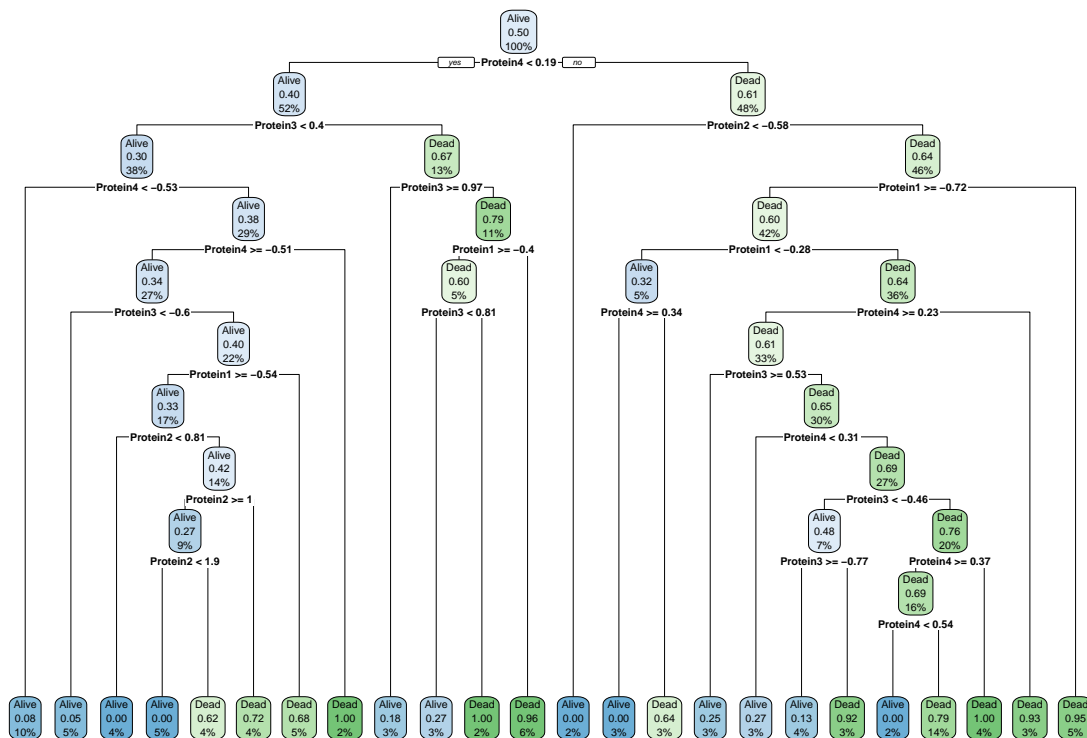 Alive
0.50
100%
yes
Protein4 < 0.19
no
Alive
0.40
52%
Dead
0.61
48%
Protein3 < 0.4
Protein2 < −0.58
Alive
0.30
38%
Dead
0.67
13%
Dead
0.64
46%
Protein4 < −0.53
Protein3 >= 0.97
Protein1 >= −0.72
Alive
0.38
29%
Dead
0.79
11%
Dead
0.60
42%
Protein4 >= −0.51
Protein1 >= −0.4
Protein1 < −0.28
Alive
0.34
27%
Dead
0.60
5%
Alive
0.32
5%
Dead
0.64
36%
Protein3 < −0.6
Protein3 < 0.81
Protein4 >= 0.34
Protein4 >= 0.23
Alive
0.40
22%
Dead
0.61
33%
Protein1 >= −0.54
Protein3 >= 0.53
Alive
0.33
17%
Dead
0.65
30%
Protein2 < 0.81
Protein4 < 0.31
Alive
0.42
14%
Dead
0.69
27%
Protein2 >= 1
Protein3 < −0.46
Alive
0.27
9%
Alive
0.48
7%
Dead
0.76
20%
Protein2 < 1.9
Protein3 >= −0.77
Protein4 >= 0.37
Dead
0.69
16%
Protein4 < 0.54
Alive
0.08
10%
Alive
0.05
5%
Alive
0.00
4%
Alive
0.00
5%
Dead
0.62
4%
Dead
0.72
4%
Dead
0.68
5%
Dead
1.00
2%
Alive
0.18
3%
Alive
0.27
3%
Dead
1.00
2%
Dead
0.96
6%
Alive
0.00
2%
Alive
0.00
3%
Dead
0.64
3%
Alive
0.25
3%
Alive
0.27
3%
Alive
0.13
4%
Dead
0.92
3%
Alive
0.00
2%
Dead
0.79
14%
Dead
1.00
4%
Dead
0.93
3%
Dead
0.95
5%